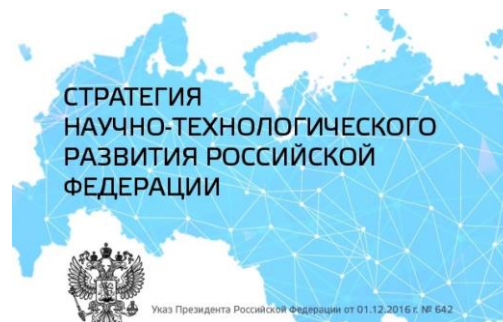 СТРАТЕГИЯ
НАУЧНО-ТЕХНОЛОГИЧЕСКОГО
РАЗВИТИЯ РОССИЙСКОЙ
ФЕДЕРАЦИИ
Указ Президента Российской Федерации от 01.12.2016 г. № 642